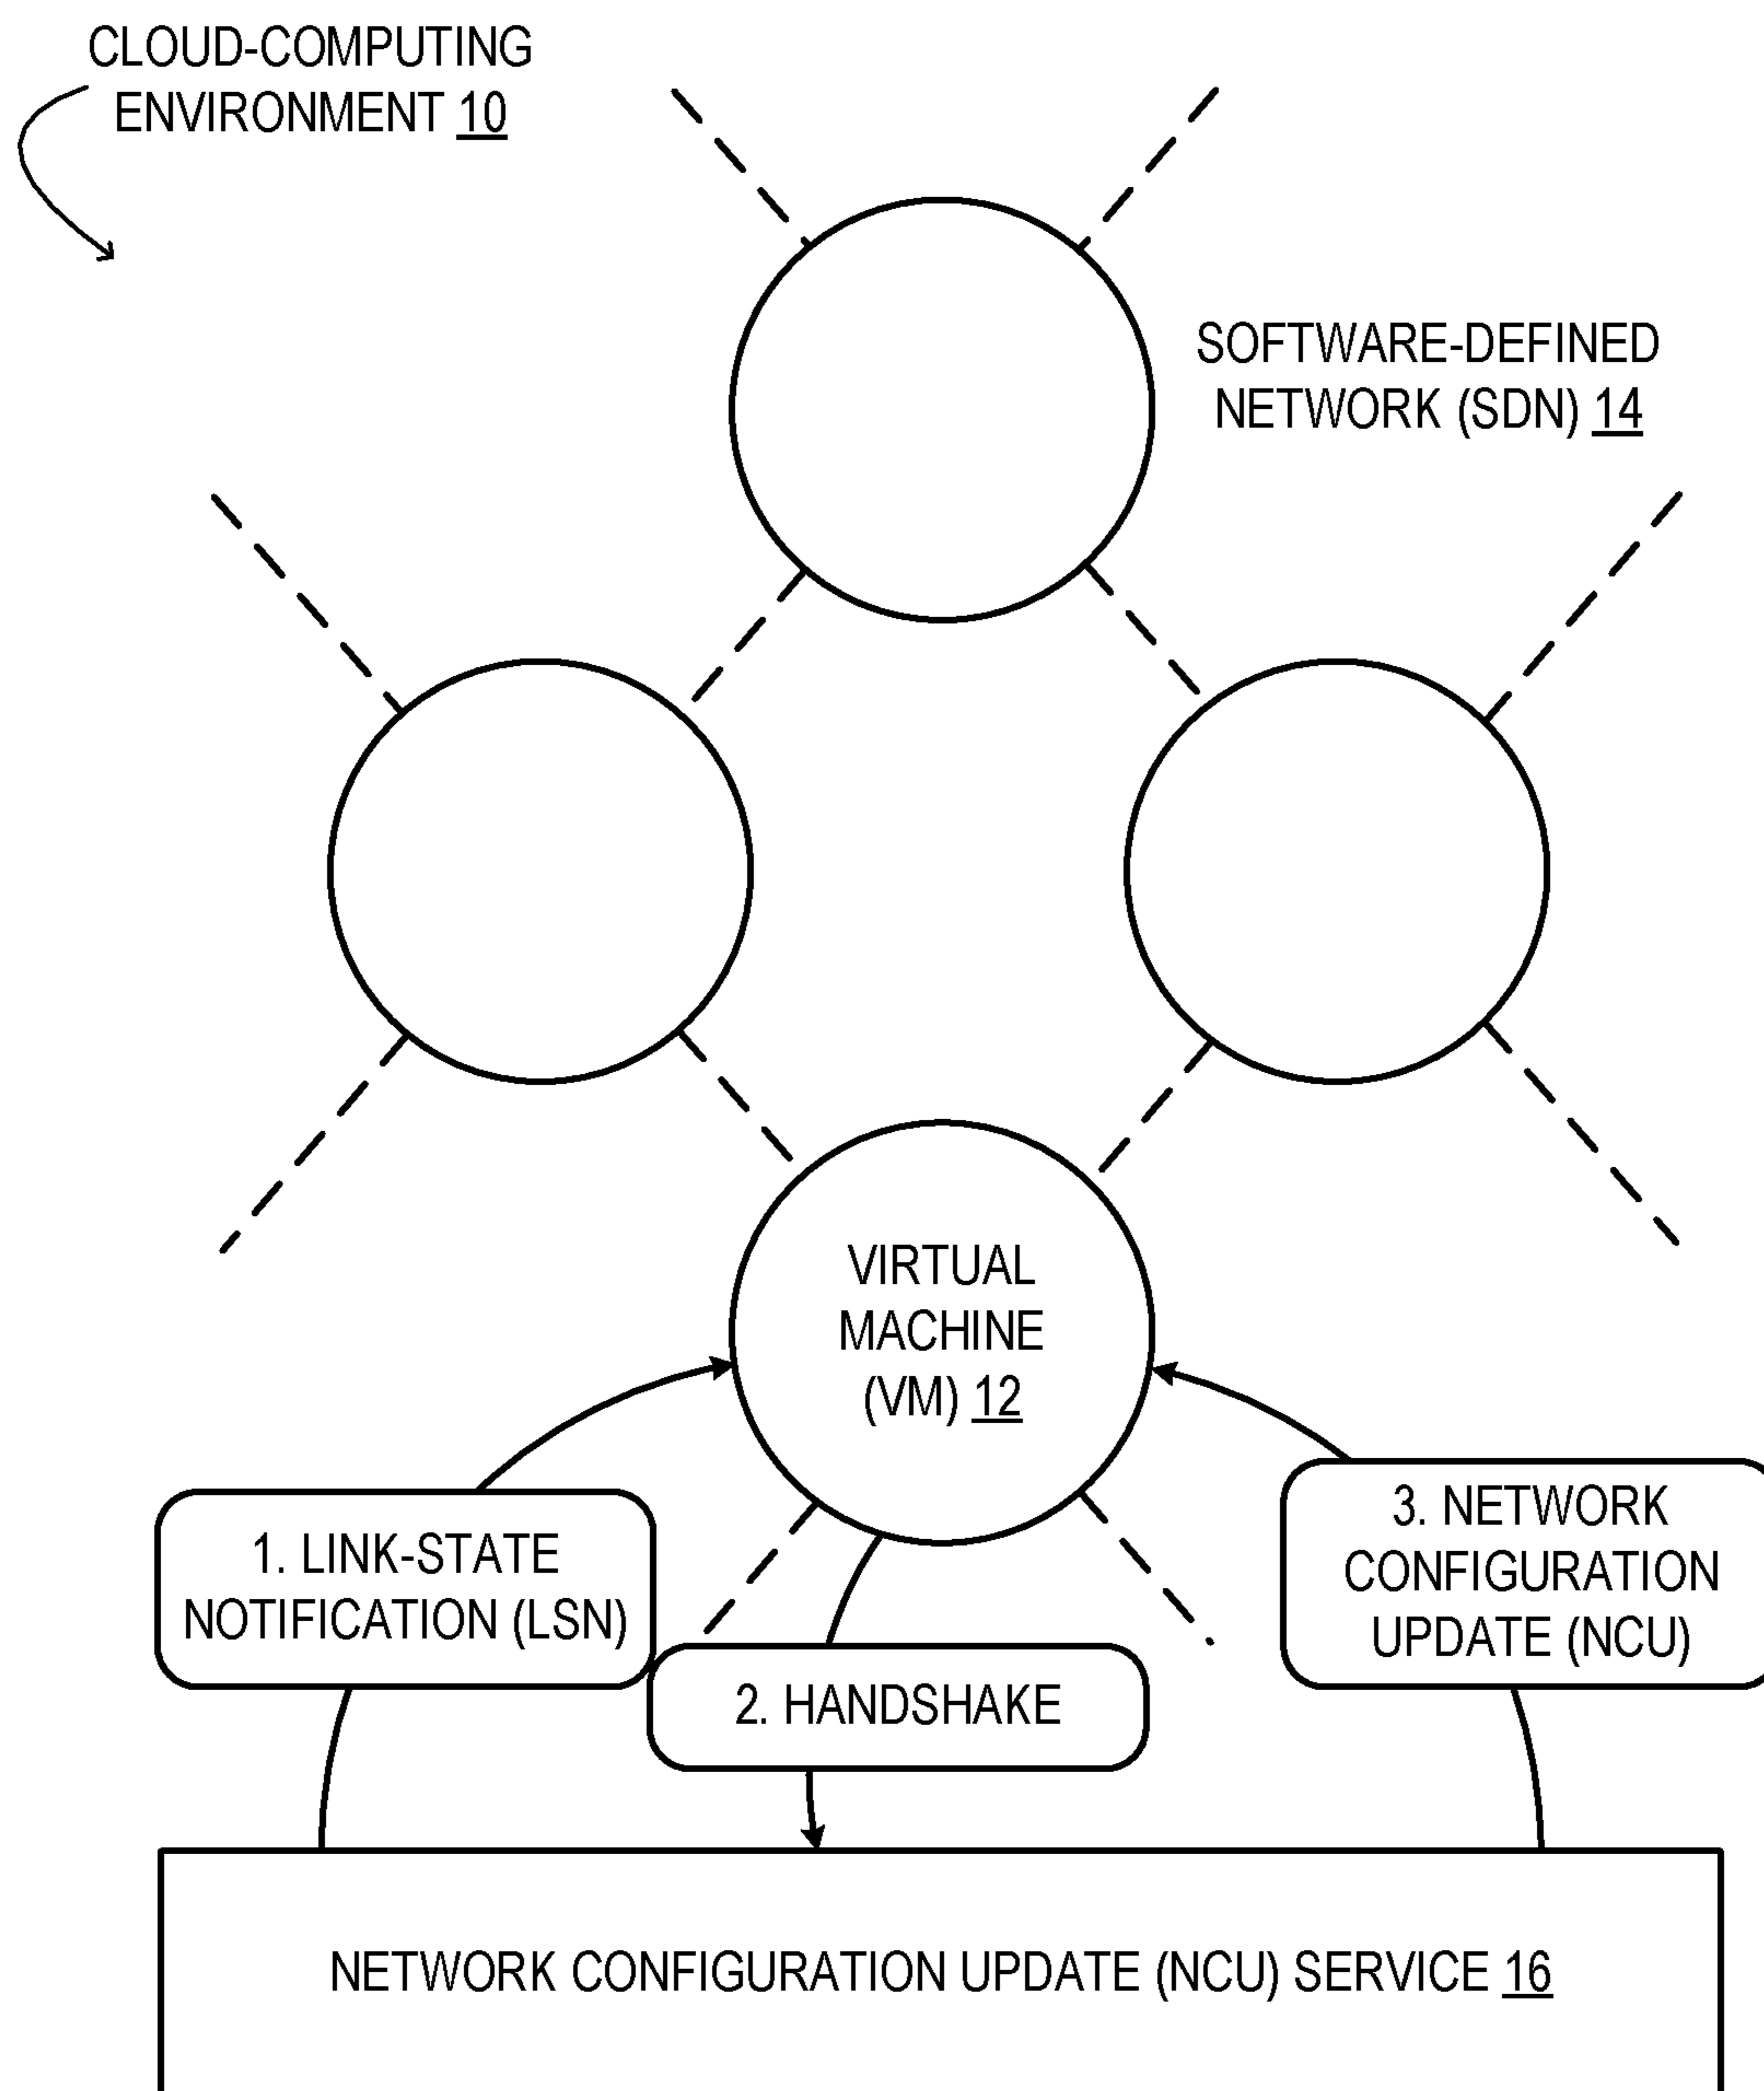 CLOUD-COMPUTING
ENVIRONMENT 10
SOFTWARE-DEFINED
NETWORK (SDN) 14
VIRTUAL
MACHINE
(VM) 12
1. LINK-STATE
NOTIFICATION (LSN)
2. HANDSHAKE
3. NETWORK
CONFIGURATION
UPDATE (NCU)
NETWORK CONFIGURATION UPDATE (NCU) SERVICE 16